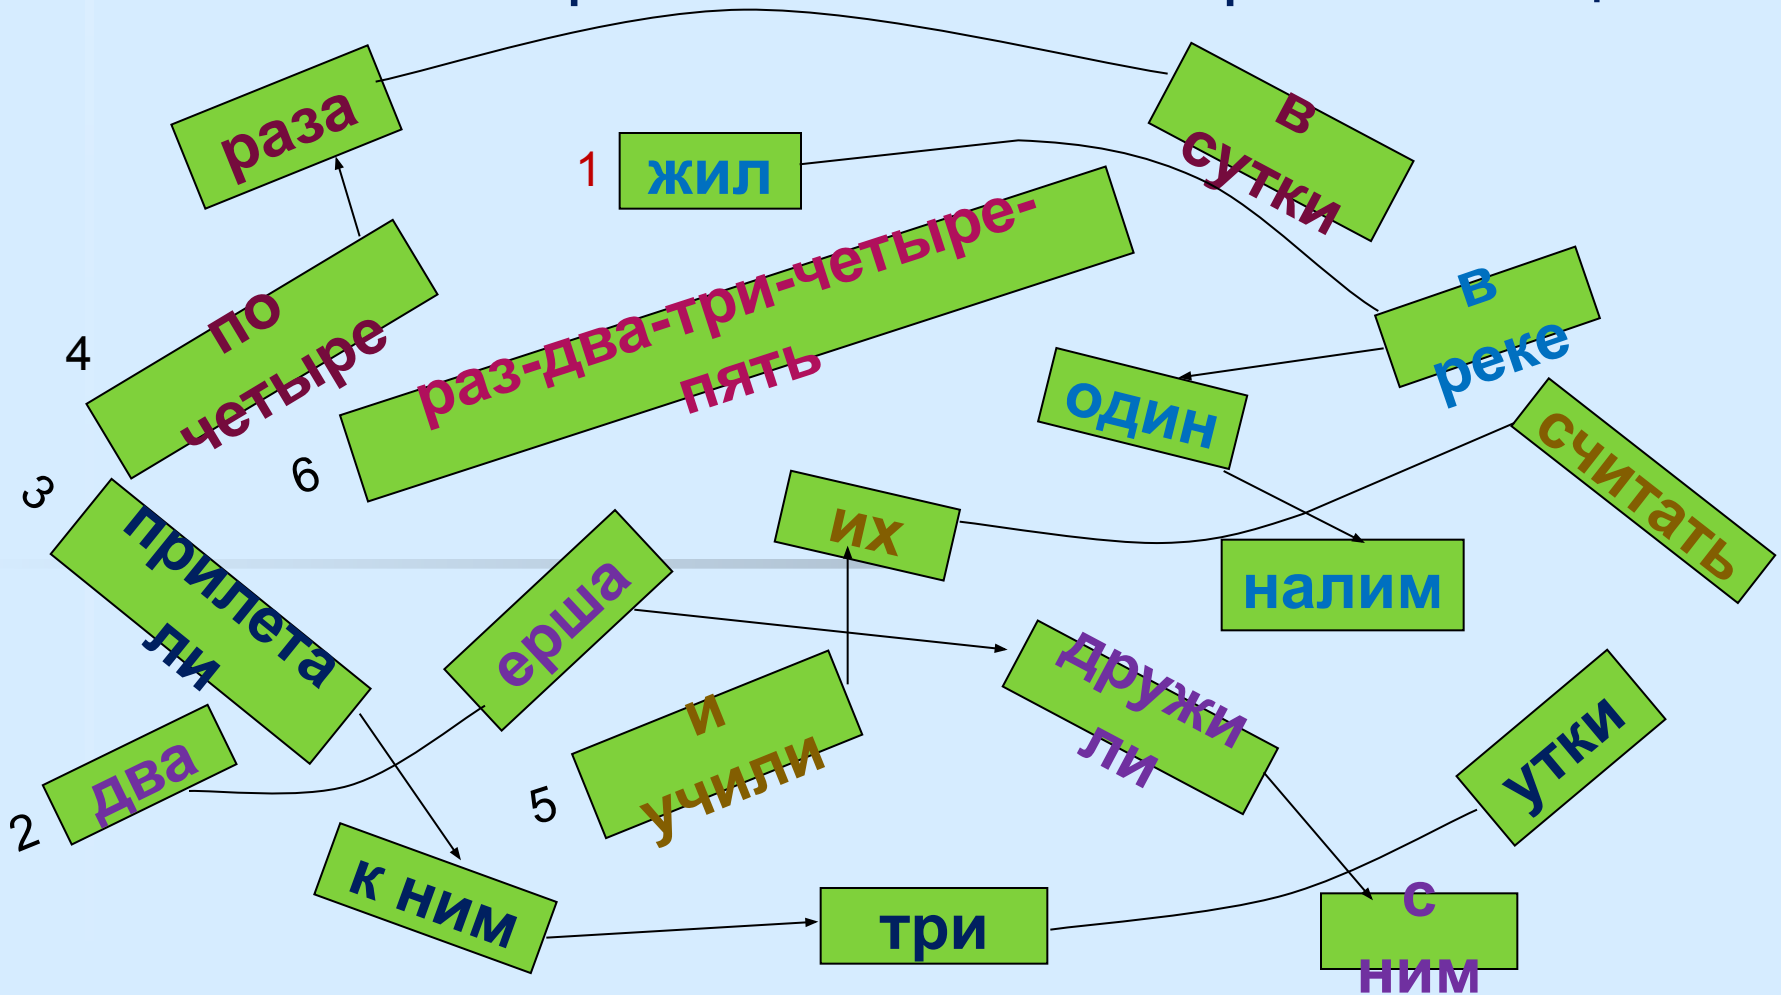 раза
в
сутки
1
жил
раз-два-три-четыре-
пять
в
реке
по
четыре
4
один
считать
6
3
их
прилета
ли
ерша
налим
дружи
ли
и
учили
утки
два
5
2
к ним
три
с
ним